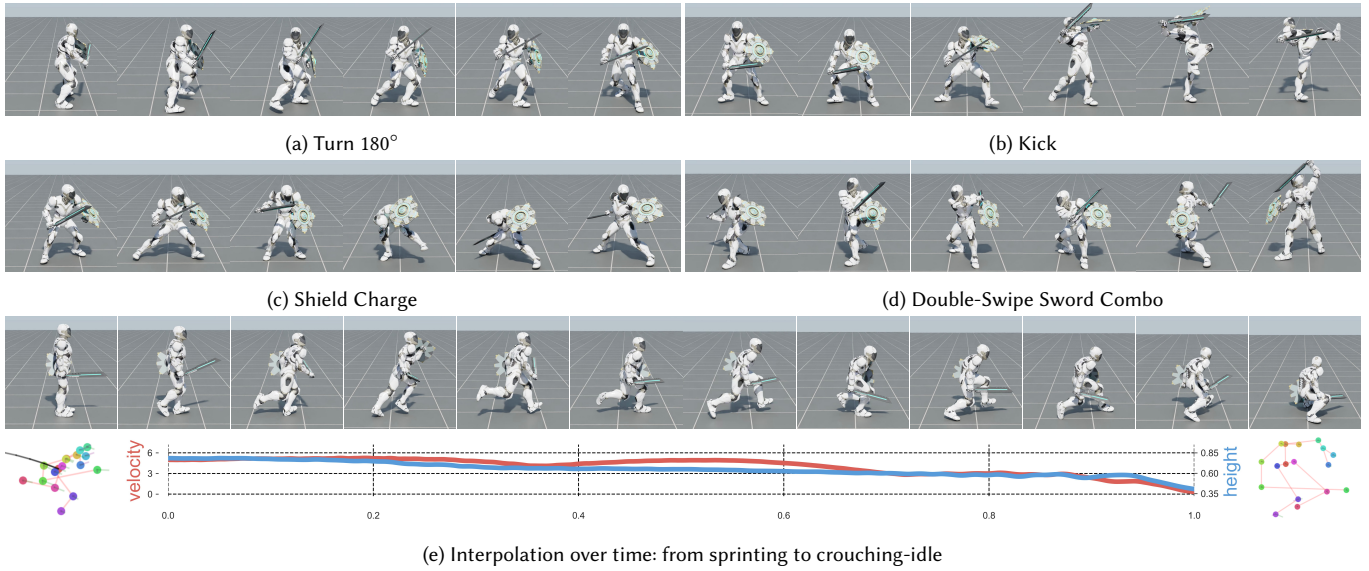 (a) Turn 180°
(b) Kick
(c) Shield Charge
(d) Double-Swipe Sword Combo
velocity
6
3
0
0.85
0.60
0.35
height
0.0
0.2
0.4
0.6
0.8
1.0
(e) Interpolation over time: from sprinting to crouching-idle